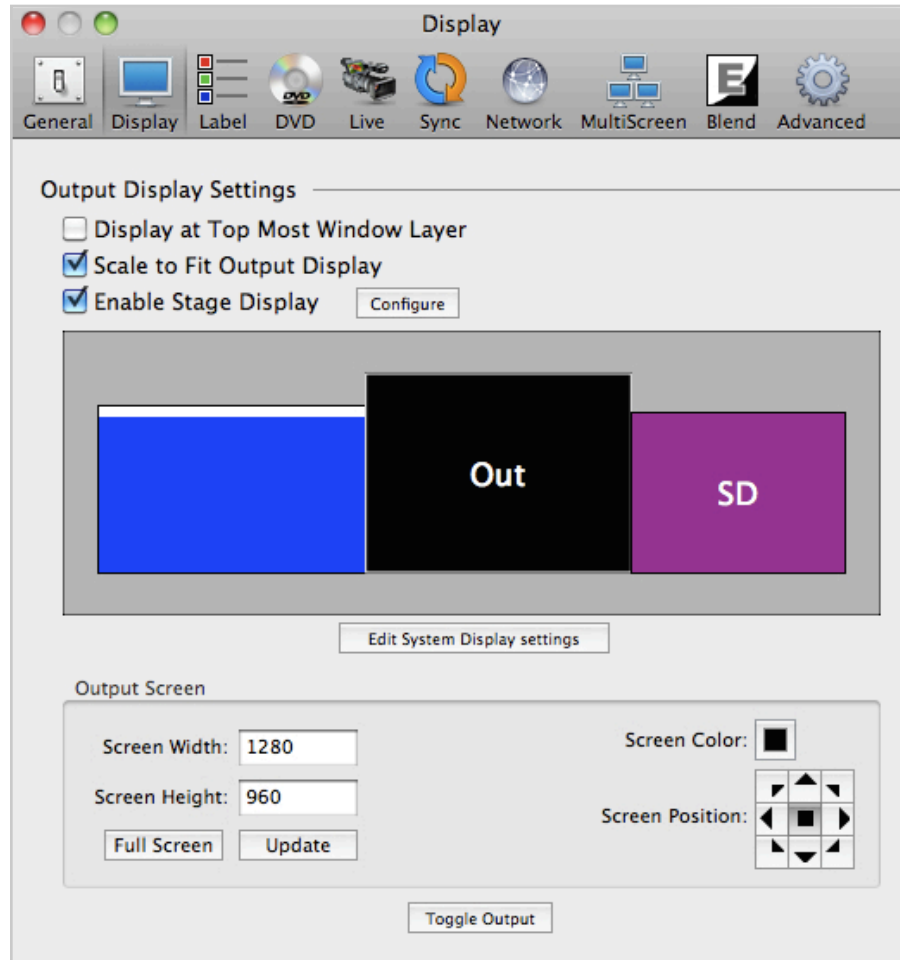 Display
General Display Label DVD Live Sync Network MultiScreen Blend Advanced
Output Display Settings
Display at Top Most Window Layer
Scale to Fit Output Display
Enable Stage Display Configure
Out
SD
Edit System Display settings
Output Screen
Screen Width: 1280
Screen Color:
Screen Height: 960
Screen Position:
Full Screen Update
Toggle Output